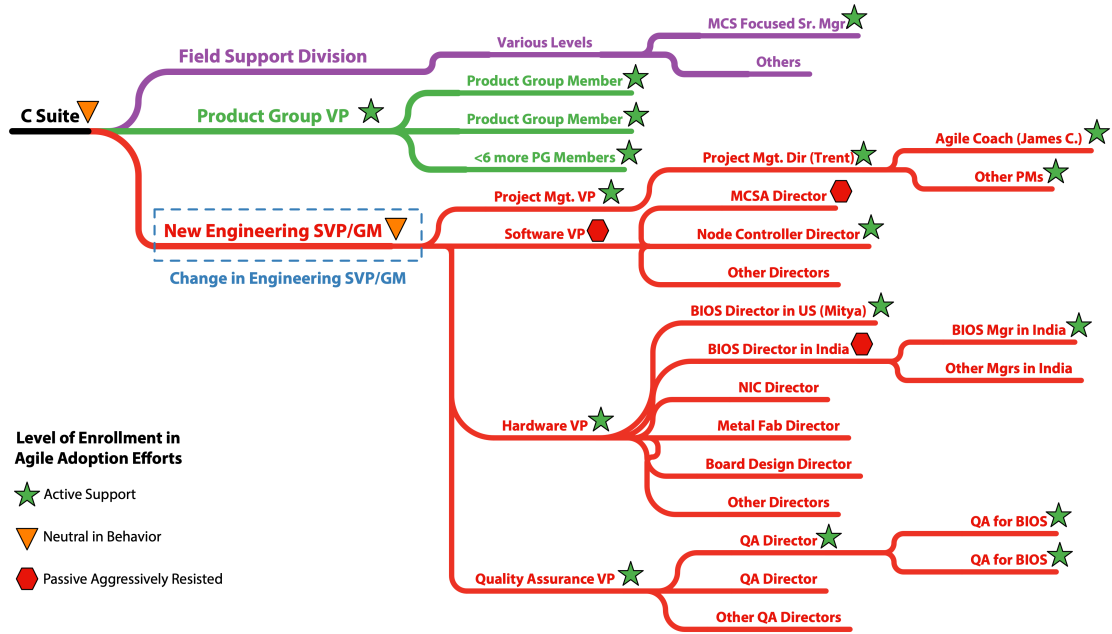 MCS Focused Sr. Mgr
Various Levels
Field Support Division
Others
Product Group Member
C Suite
Product Group VP
Product Group Member
<6 more PG Members
Agile Coach (James C.)
Project Mgt. Dir (Trent)
Other PMs
Project Mgt. VP
MCSA Director
New Engineering SVP/GM
Software VP
Node Controller Director
Change in Engineering SVP/GM
Other Directors
BIOS Director in US (Mitya)
BIOS Mgr in India
BIOS Director in India
Other Mgrs in India
NIC Director
Hardware VP
Metal Fab Director
Board Design Director
Other Directors
QA for BIOS
QA Director
QA for BIOS
Quality Assurance VP
QA Director
Other QA Directors
Level of Enrollment in
Agile Adoption Efforts
Active Support
Neutral in Behavior
Passive Aggressively Resisted